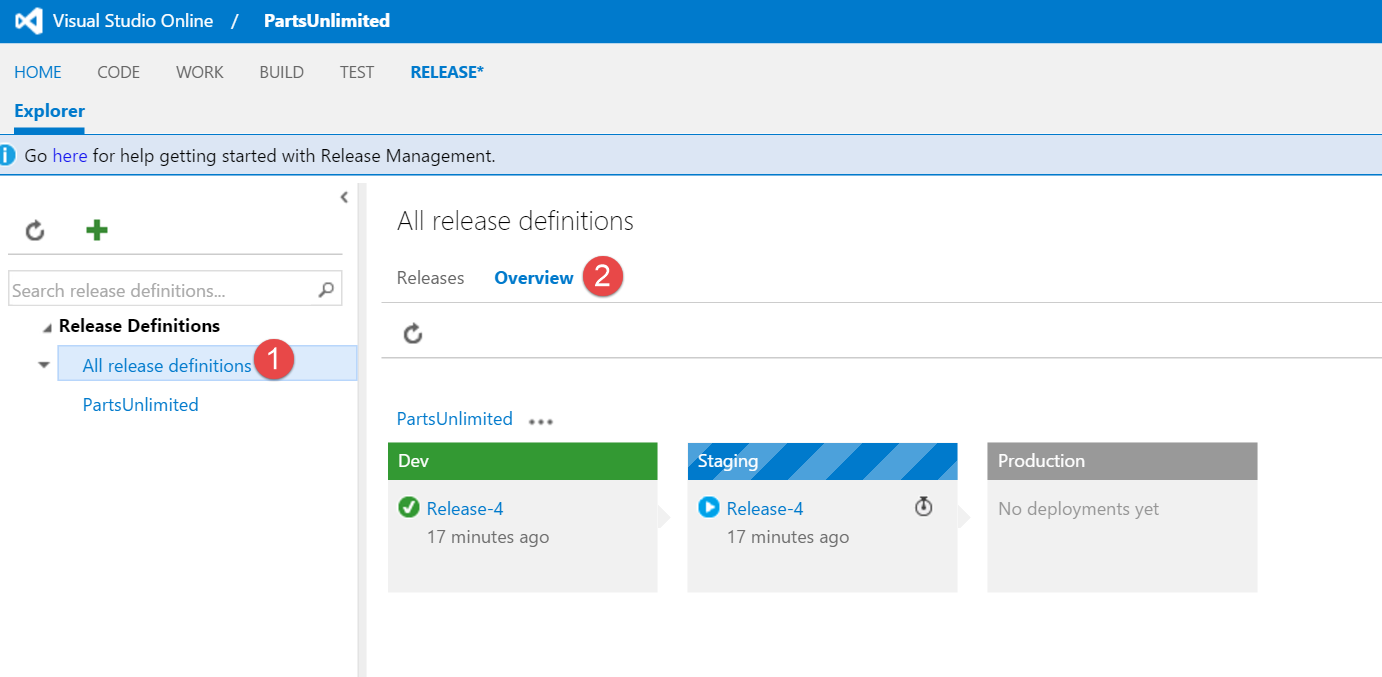 Visual Studio Online / PartsUnlimited
HOME CODE WORK BUILD TEST RELEASE*
Explorer
i Go here for help getting started with Release Management.
All release definitions
Releases Overview 2
Search release definitions...
Release Definitions
All release definitions 1
PartsUnlimited
PartsUnlimited ...
Dev
Release-4
17 minutes ago
Staging
Release-4
17 minutes ago
Production
No deployments yet